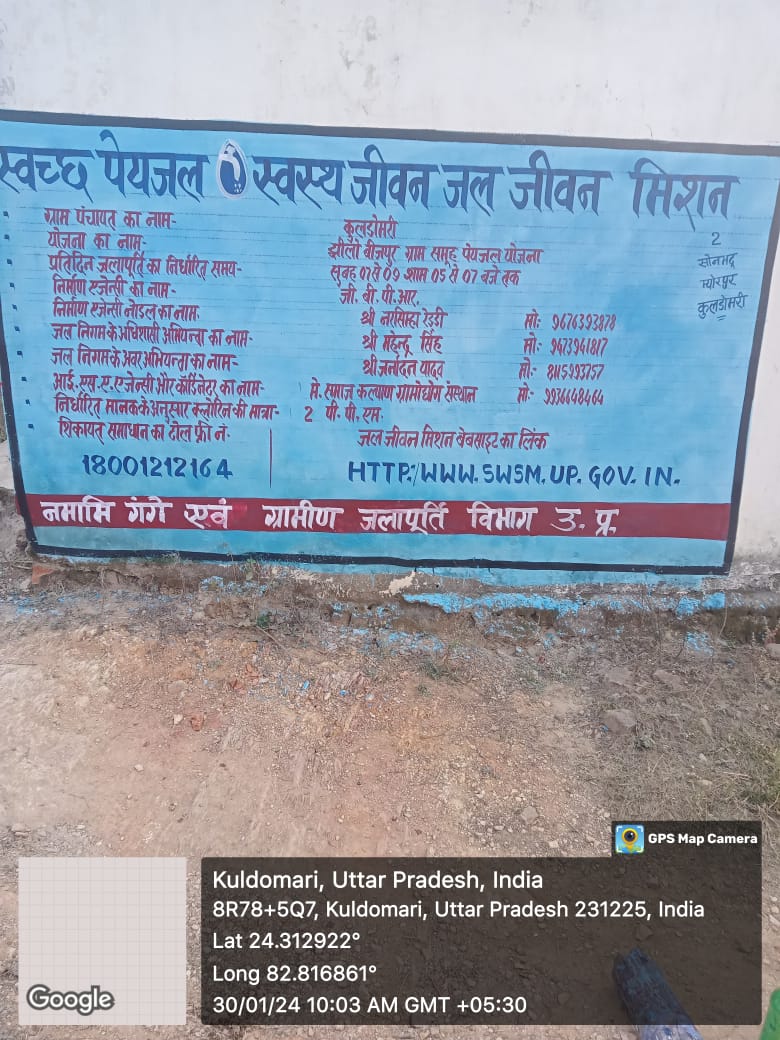 स्वच्छ पेयजल स्वस्थ जीवन जल जीवन मिशन
ग्राम पंचायत का नाम- कुलडोमरी
योजना का नाम- झीलो बीजपुर ग्राम समूह पेयजल योजना
प्रतिदिन जलापूर्ति का निर्धारित समय- सुबह 07 से 09 शाम 05 से 07 बजे तक
निर्माण एजेन्सी का नाम- जी. वी. पी. आर.
निर्माण एजेन्सी नोडल का नाम. श्री नरसिम्हा रेड्डी मो: 9676393878
जल निगम के अधिशासी अभियन्ता का नाम- श्री महेन्द्र सिंह मो:- 9473941817
जल निगम के अवर अभियन्ता का नाम- श्री जर्नादन यादव मो:- 8115993757
आई. एस. ए. एजेन्सी और कॉर्डिनेटर का नाम- मे. समाज कल्याण ग्रामोद्योग संस्थान मो:- 9936648464
निर्धारित मानक के अनुसार क्लोरिन की मात्रा- 2 पी. पी. एम.
शिकायत समाधान का टोल फ्री नं. जल जीवन मिशन वेबसाइट का लिंक
18001212164 HTTP:/WWW.SWSM.UP.GOV.IN.
2
सोनभद्र
म्योरपुर
कुलडोमरी
नमामि गंगे एवं ग्रामीण जलापूर्ति विभाग उ. प्र.
GPS Map Camera
Kuldomari, Uttar Pradesh, India
8R78+5Q7, Kuldomari, Uttar Pradesh 231225, India
Lat 24.312922°
Long 82.816861°
30/01/24 10:03 AM GMT +05:30
Google